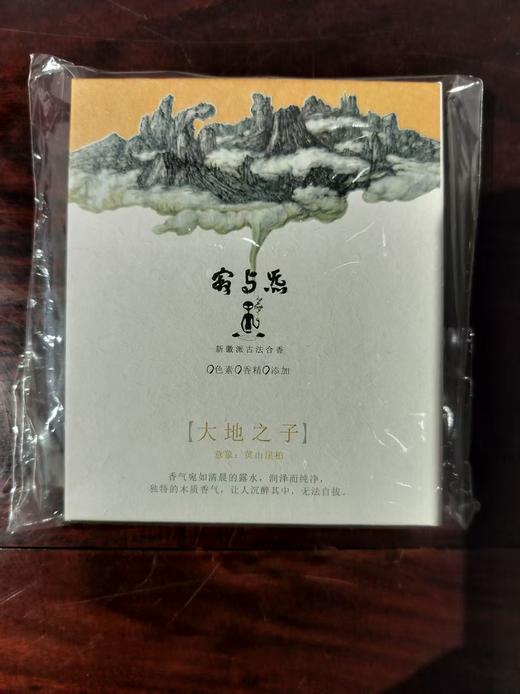 新徽派古法合香
0色素0香精0添加
【大地之子】
意象：黄山崖柏
香气宛如清晨的露水，润泽而纯净，
独特的木质香气，让人沉醉其中，无法自拔。